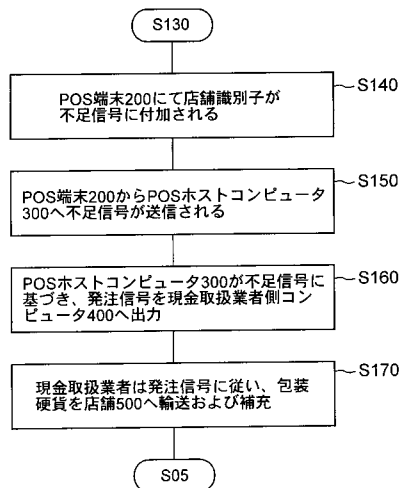 S130
POS端末200にて店舗識別子が
不足信号に付加される
S140
POS端末200からPOSホストコンピュータ
300へ不足信号が送信される
S150
POSホストコンピュータ300が不足信号に
基づき、発注信号を現金取扱業者側コン
ピュータ400へ出力
S160
現金取扱業者は発注信号に従い、包装
硬貨を店舗500へ輸送および補充
S170
S05